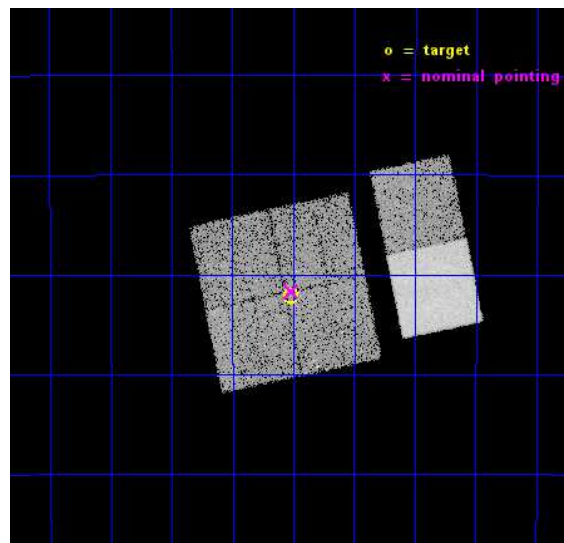 o = target
x = nominal pointing